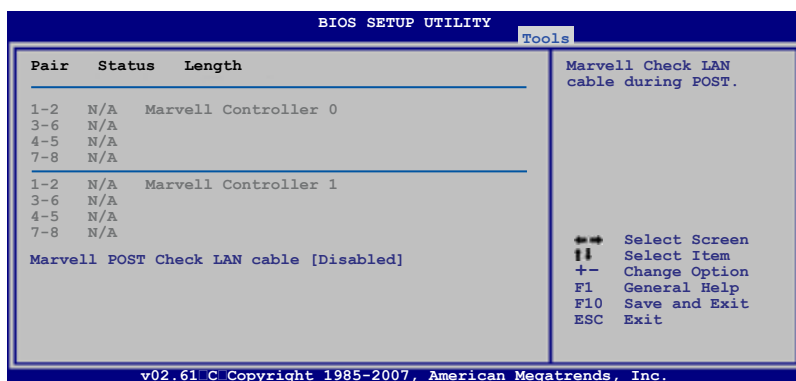 BIOS SETUP UTILITY
Tools
Pair Status Length
1-2 N/A Marvell Controller 0
3-6 N/A
4-5 N/A
7-8 N/A
1-2 N/A Marvell Controller 1
3-6 N/A
4-5 N/A
7-8 N/A
Marvell POST Check LAN cable [Disabled]
Marvell Check LAN
cable during POST.
←→ Select Screen
↑↓ Select Item
+- Change Option
F1 General Help
F10 Save and Exit
ESC Exit
v02.61□C□Copyright 1985-2007, American Megatrends, Inc.